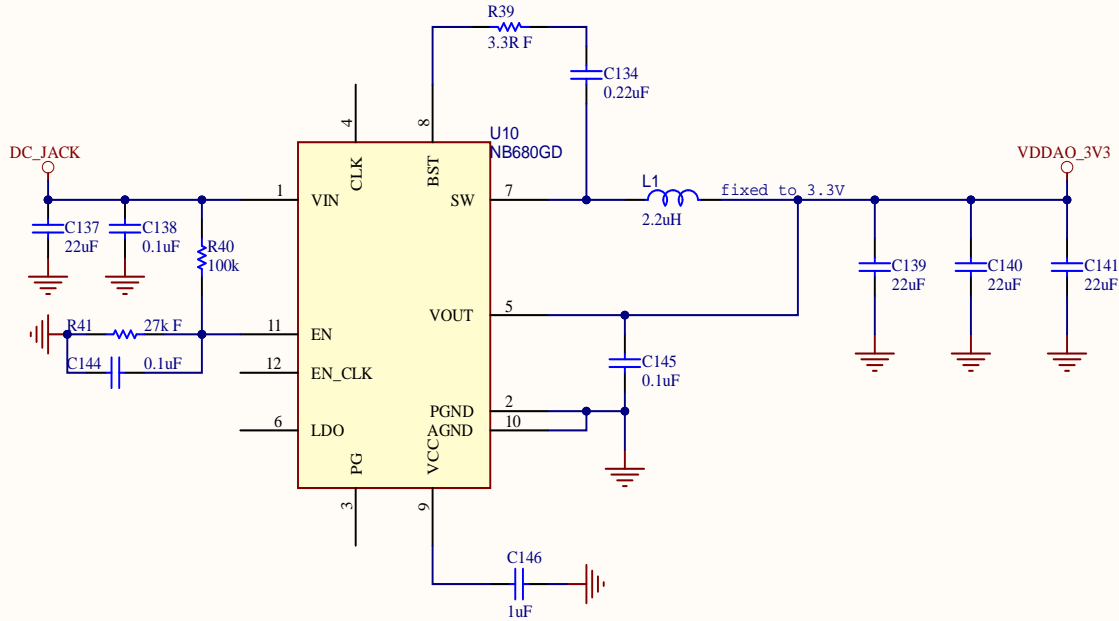 R39
3.3R F
C134
0.22uF
4
8
U10
NB680GD
DC_JACK
VDDAO_3V3
CLK
BST
1
VIN
SW
7
L1
fixed to 3.3V
2.2uH
C137
22uF
C138
0.1uF
R40
100k
C139
22uF
C140
22uF
C141
22uF
VOUT
5
R41
27k F
11
EN
C144
0.1uF
12
EN_CLK
C145
0.1uF
PGND
2
6
LDO
AGND
10
PG
VCC
3
9
C146
1uF